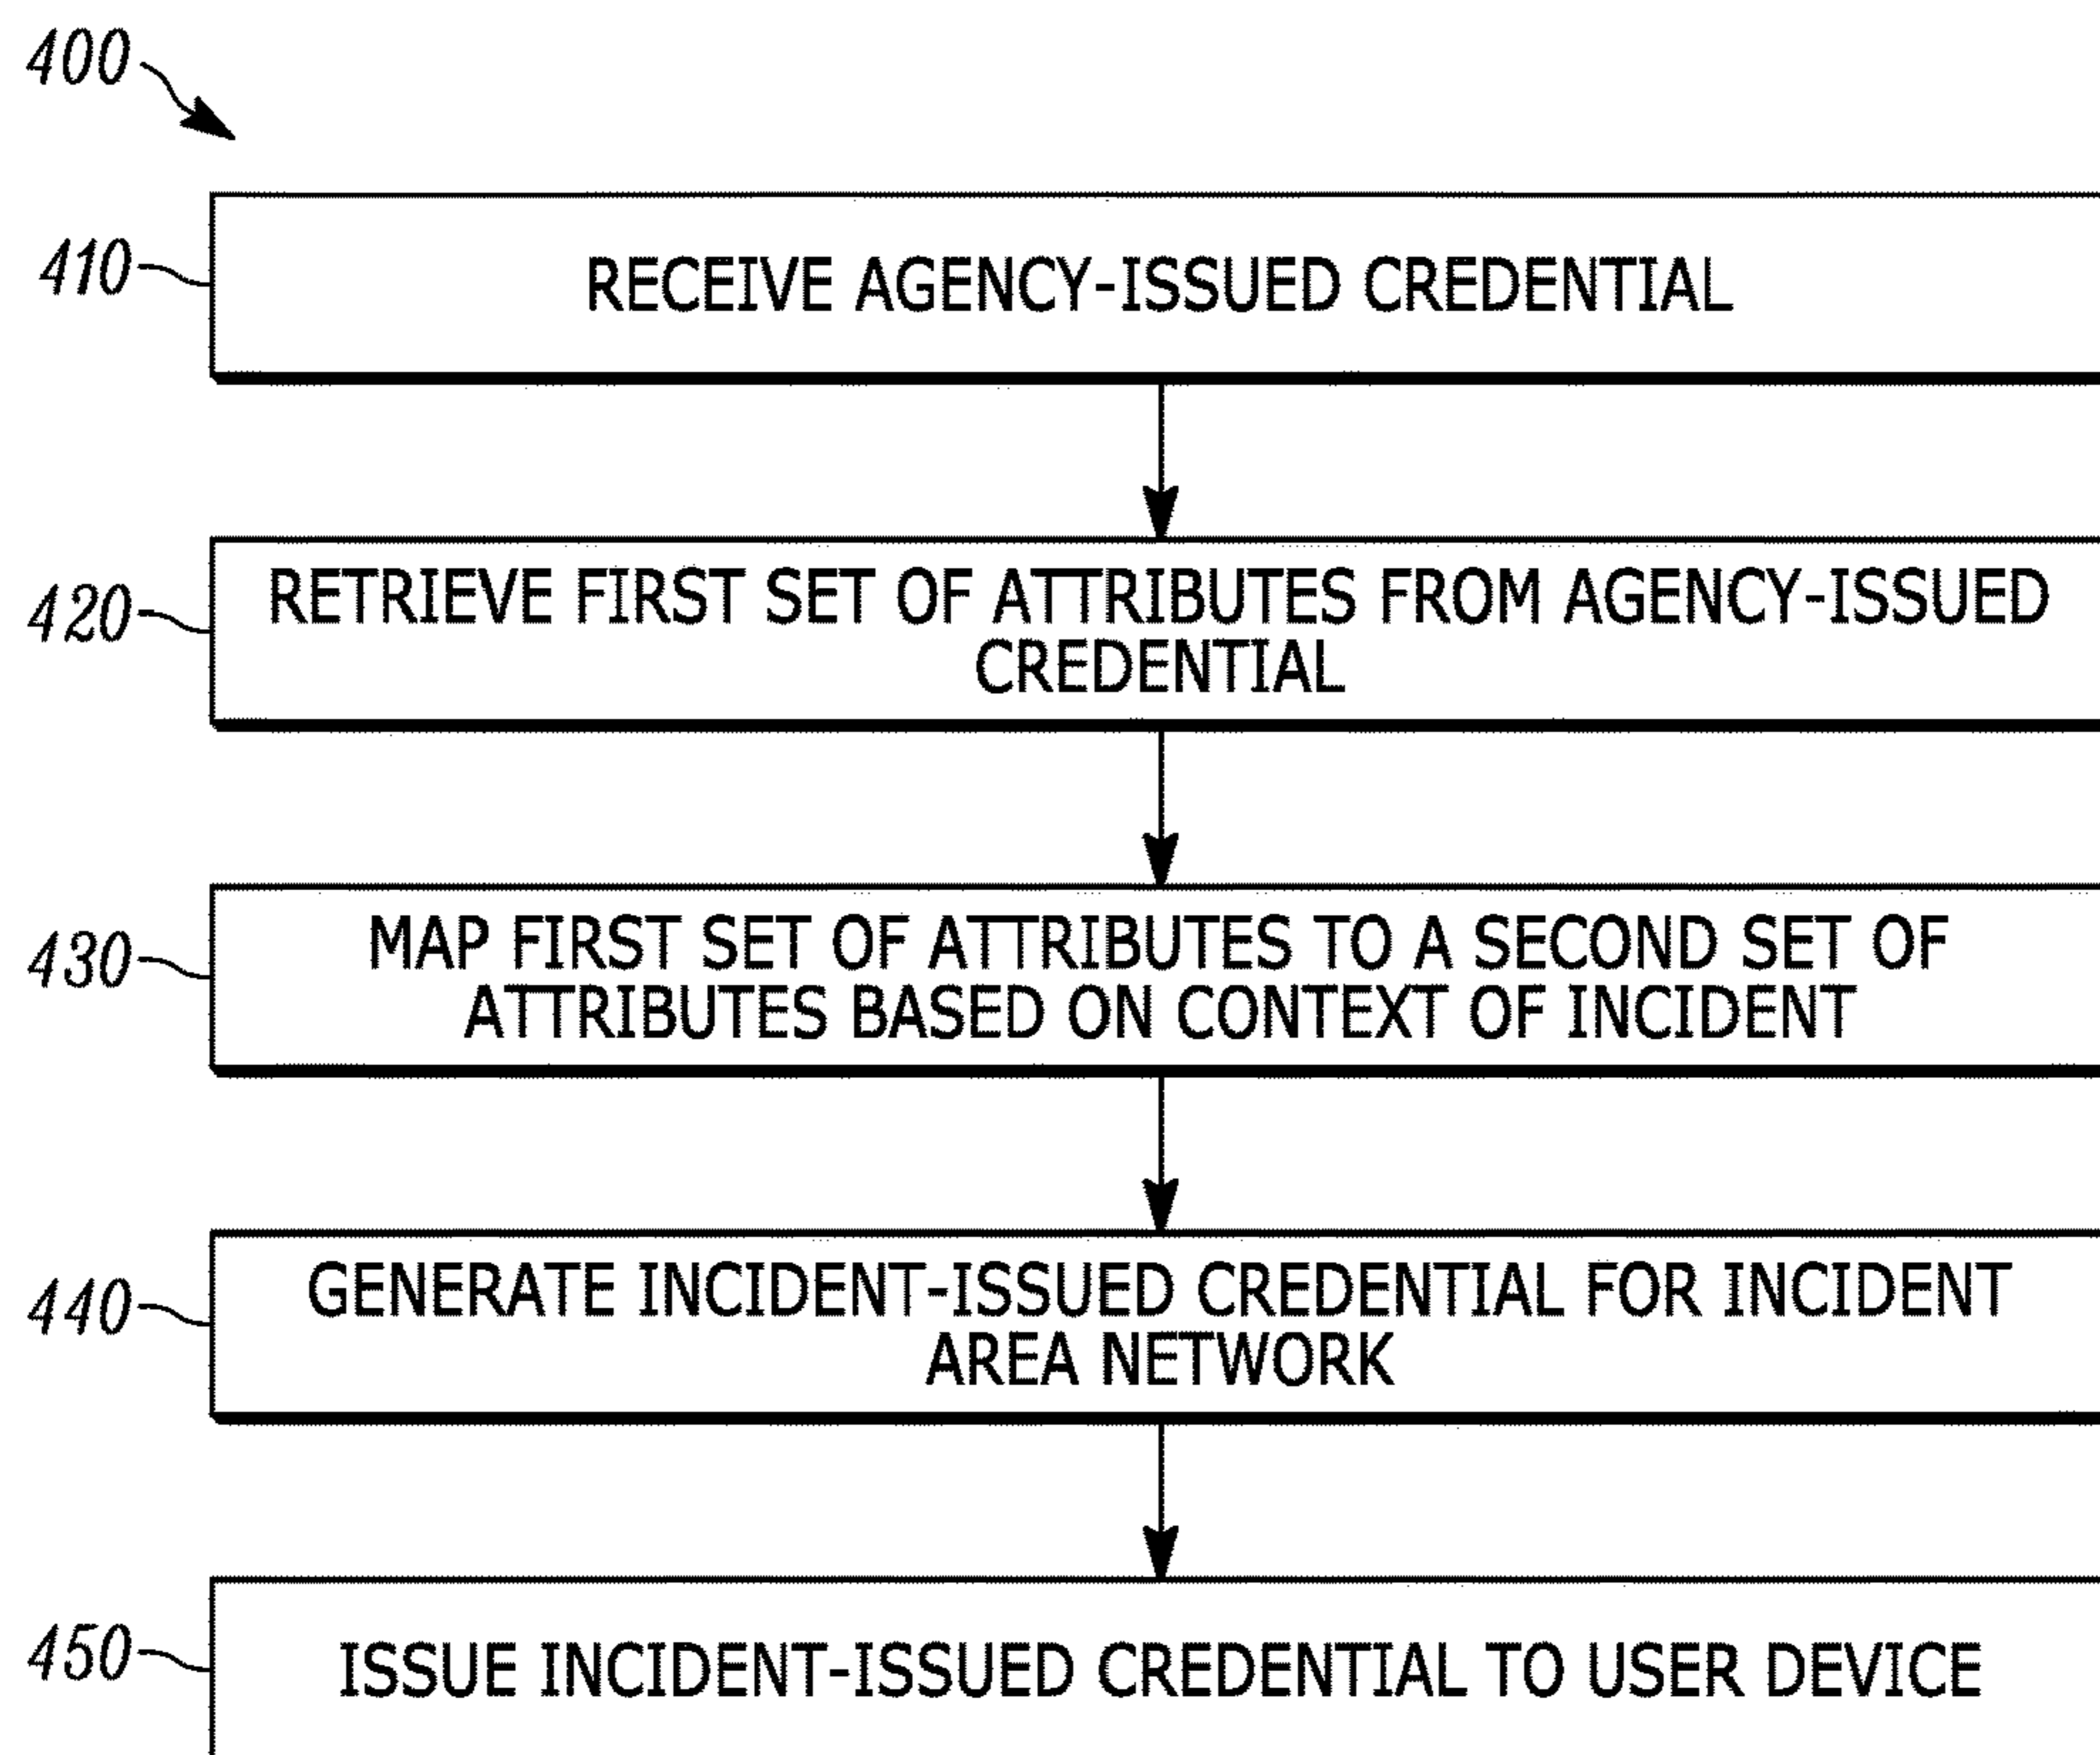 400
410
RECEIVE AGENCY-ISSUED CREDENTIAL
420
RETRIEVE FIRST SET OF ATTRIBUTES FROM AGENCY-ISSUED
CREDENTIAL
430
MAP FIRST SET OF ATTRIBUTES TO A SECOND SET OF
ATTRIBUTES BASED ON CONTEXT OF INCIDENT
440
GENERATE INCIDENT-ISSUED CREDENTIAL FOR INCIDENT
AREA NETWORK
450
ISSUE INCIDENT-ISSUED CREDENTIAL TO USER DEVICE